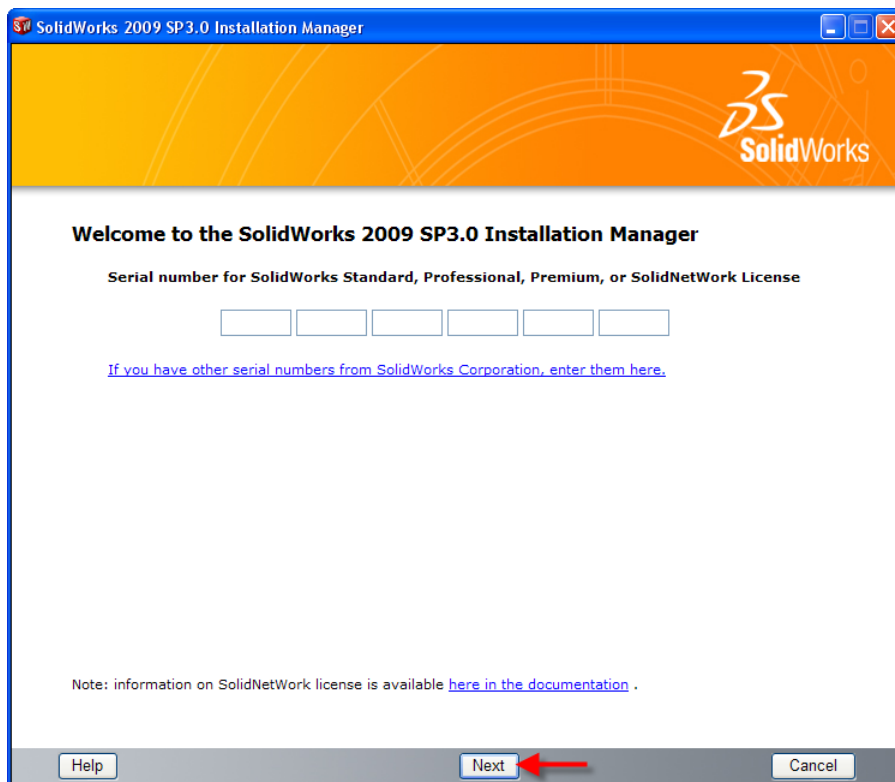 SolidWorks 2009 SP3.0 Installation Manager
SolidWorks
Welcome to the SolidWorks 2009 SP3.0 Installation Manager
Serial number for SolidWorks Standard, Professional, Premium, or SolidNetWork License
If you have other serial numbers from SolidWorks Corporation, enter them here.
Note: information on SolidNetWork license is available here in the documentation .
Help
Next
Cancel